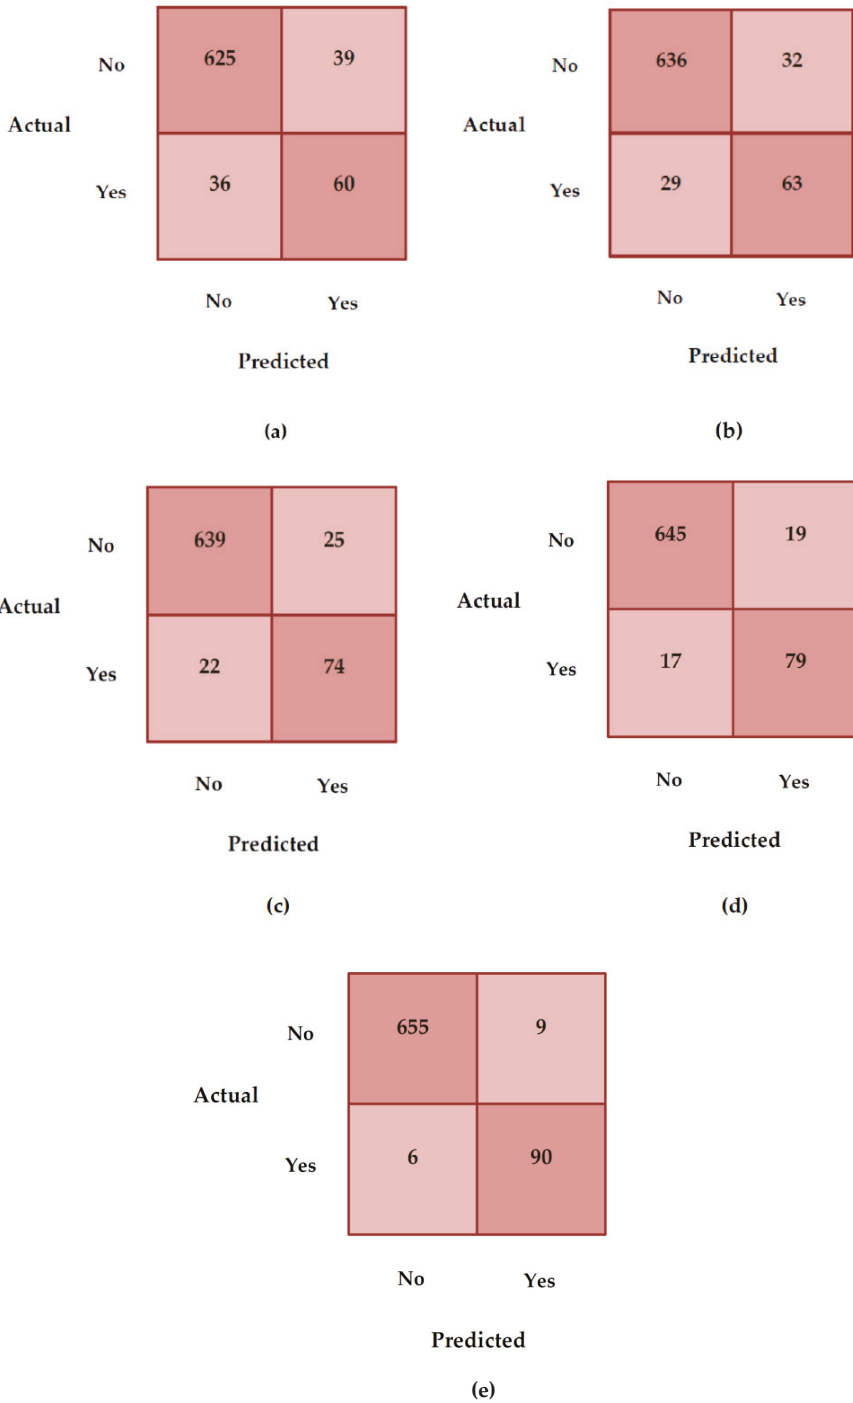 No 625 39
Actual
Yes 36 60
No Yes
Predicted
(a)
No 636 32
Actual
Yes 29 63
No Yes
Predicted
(b)
No 639 25
Actual
Yes 22 74
No Yes
Predicted
(c)
No 645 19
Actual
Yes 17 79
No Yes
Predicted
(d)
No 655 9
Actual
Yes 6 90
No Yes
Predicted
(e)